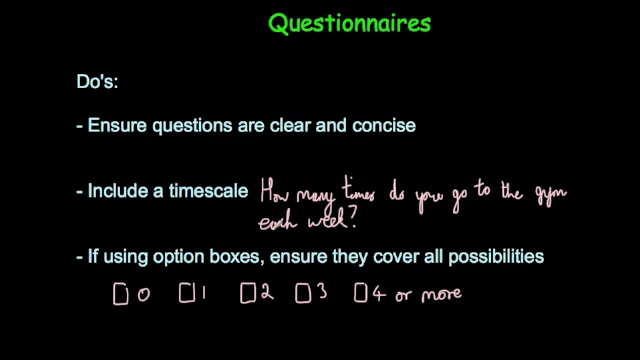 Questionnaires
Do's:
- Ensure questions are clear and concise
- Include a timescale How many times do you go to the gym
each week?
- If using option boxes, ensure they cover all possibilities
0 1 2 3 4 or more